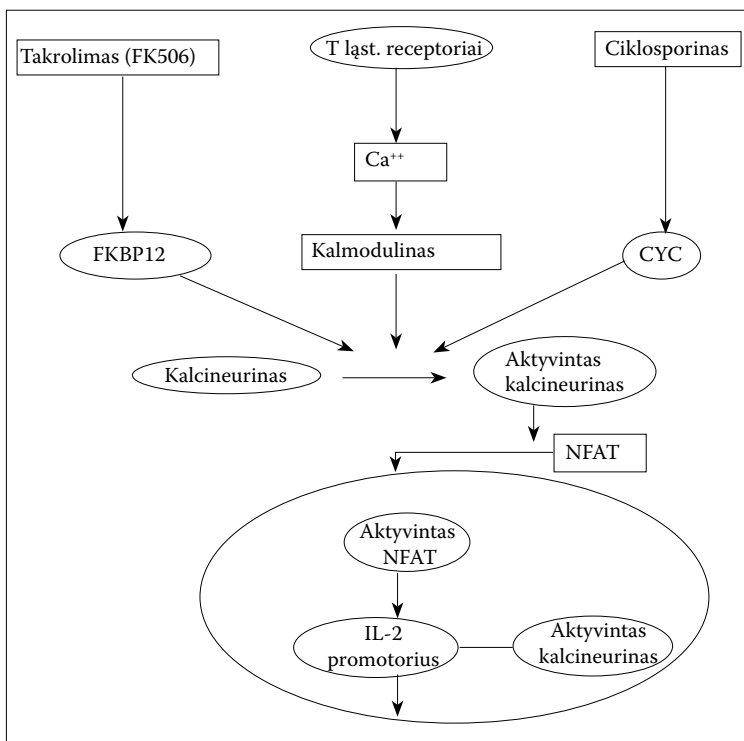 Takrolimas (FK506)
T ląst. receptoriai
Ciklosporinas
Ca⁺⁺
FKBP12
Kalmodulinas
CYC
Kalcineurinas
Aktyvintas
kalcineurinas
NFAT
Aktyvintas
NFAT
IL-2
promotorius
Aktyvintas
kalcineurinas